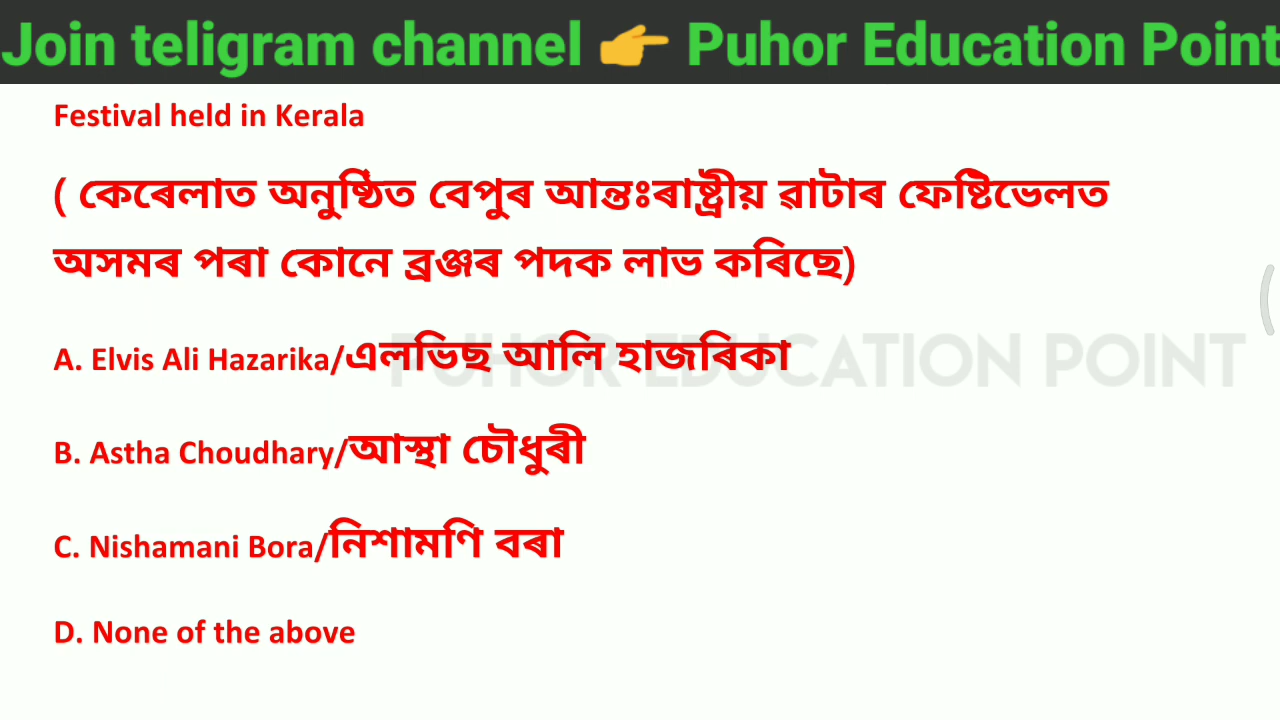 Join teligram channel 👉 Puhor Education Point
Festival held in Kerala
( কেৰেলাত অনুষ্ঠিত বেপুৰ আন্তঃৰাষ্ট্ৰীয় ৱাটাৰ ফেষ্টিভেলত
অসমৰ পৰা কোনে ব্ৰঞ্জৰ পদক লাভ কৰিছে)
PUHOR EDUCATION POINT
A. Elvis Ali Hazarika/এলভিছ আলি হাজৰিকা
B. Astha Choudhary/আস্থা চৌধুৰী
C. Nishamani Bora/নিশামণি বৰা
D. None of the above